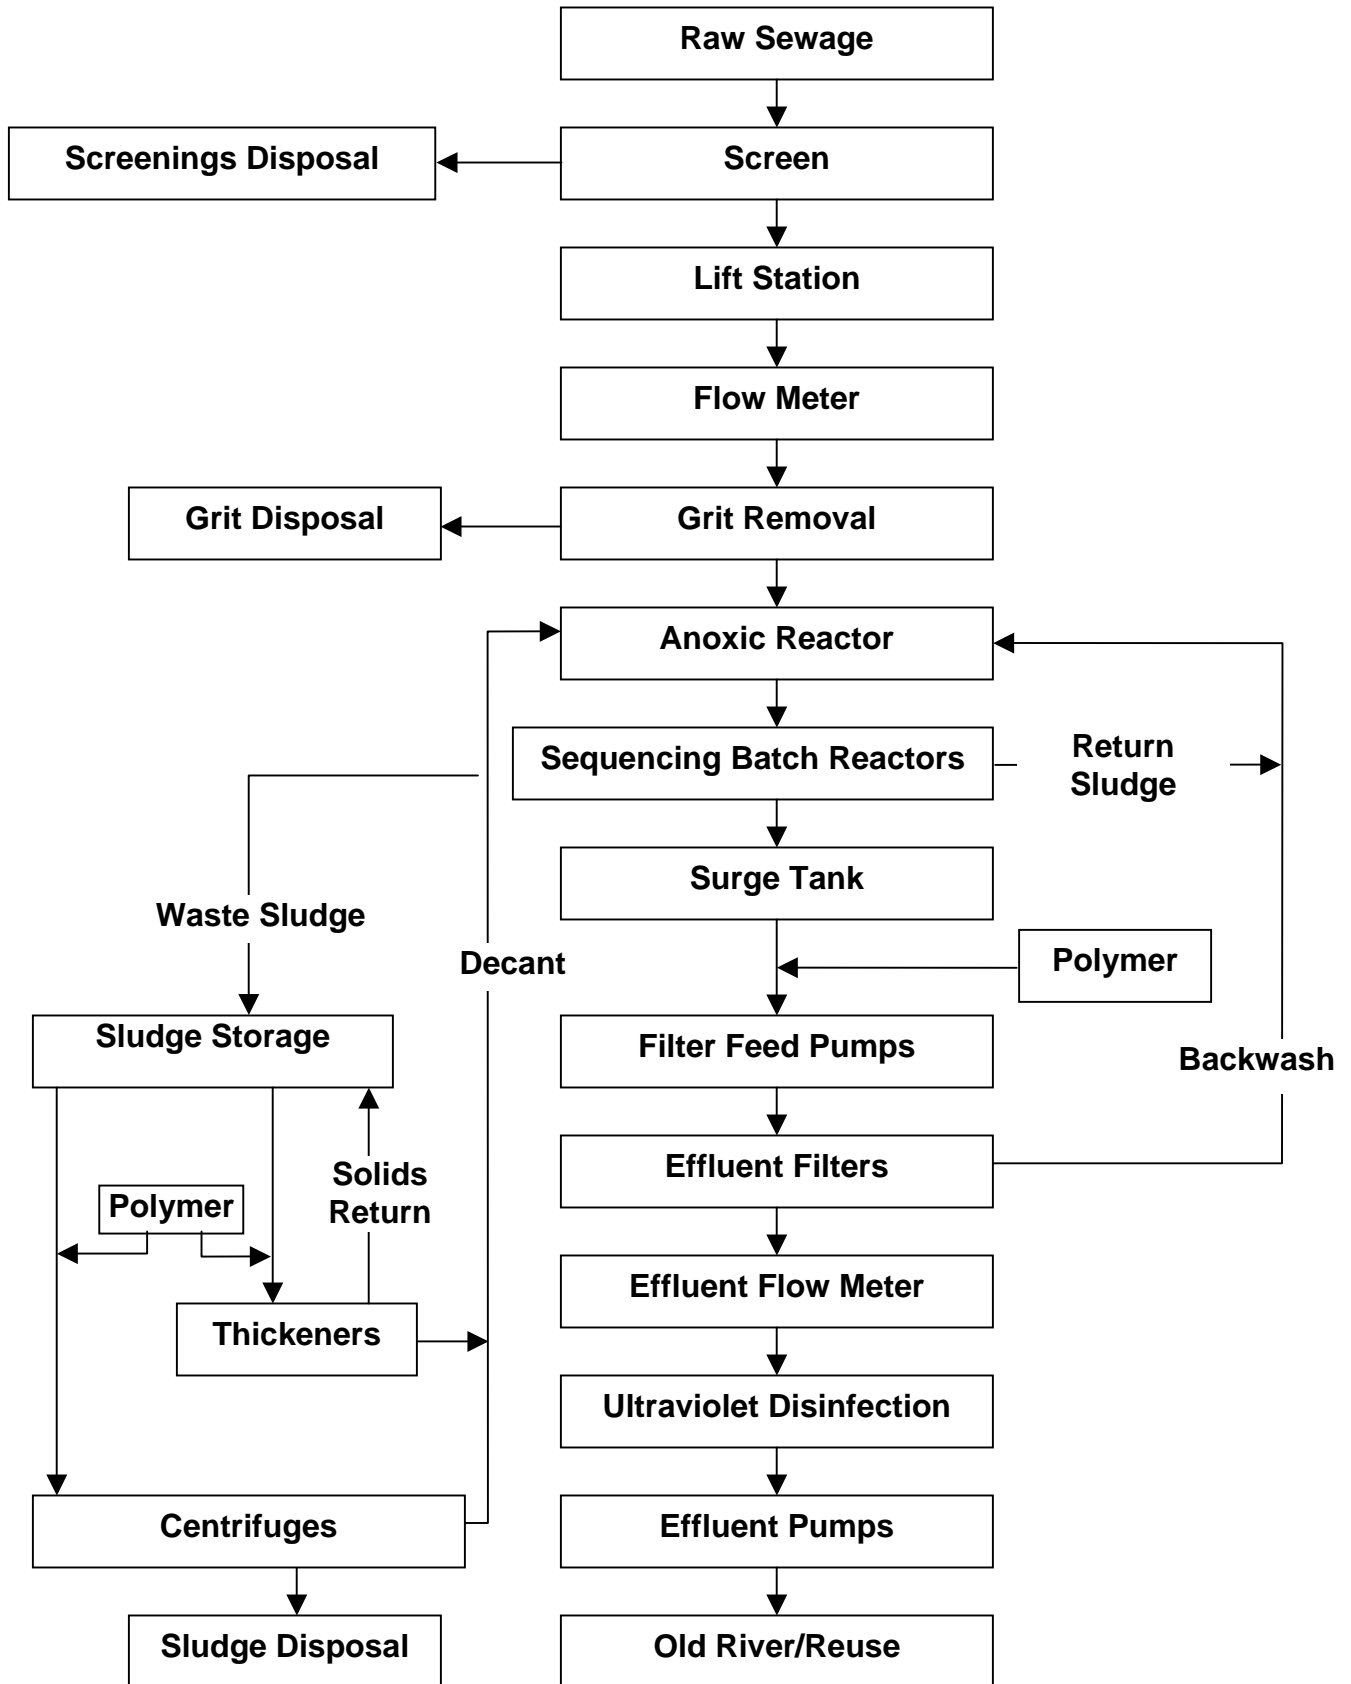 Raw Sewage
Screenings Disposal
Screen
Lift Station
Flow Meter
Grit Disposal
Grit Removal
Anoxic Reactor
Sequencing Batch Reactors
Return
Sludge
Surge Tank
Waste Sludge
Decant
Polymer
Sludge Storage
Filter Feed Pumps
Backwash
Solids
Return
Polymer
Effluent Filters
Effluent Flow Meter
Thickeners
Ultraviolet Disinfection
Centrifuges
Effluent Pumps
Sludge Disposal
Old River/Reuse